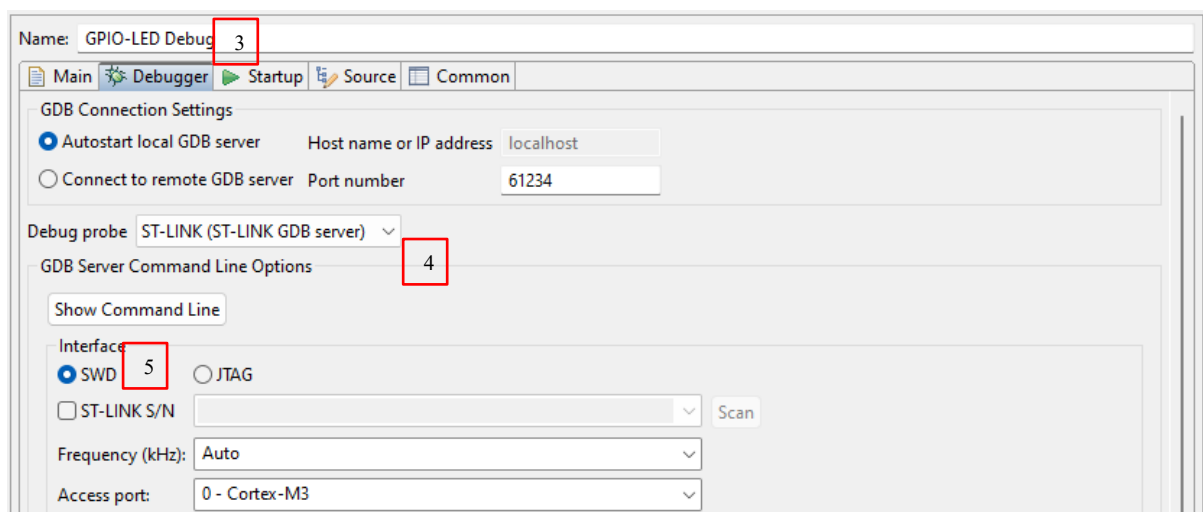 Name: GPIO-LED Debug
3
Main Debugger Startup Source Common
GDB Connection Settings
Autostart local GDB server Host name or IP address localhost
Connect to remote GDB server Port number 61234
Debug probe ST-LINK (ST-LINK GDB server)
4
GDB Server Command Line Options
Show Command Line
Interface
SWD 5 JTAG
ST-LINK S/N Scan
Frequency (kHz): Auto
Access port: 0 - Cortex-M3